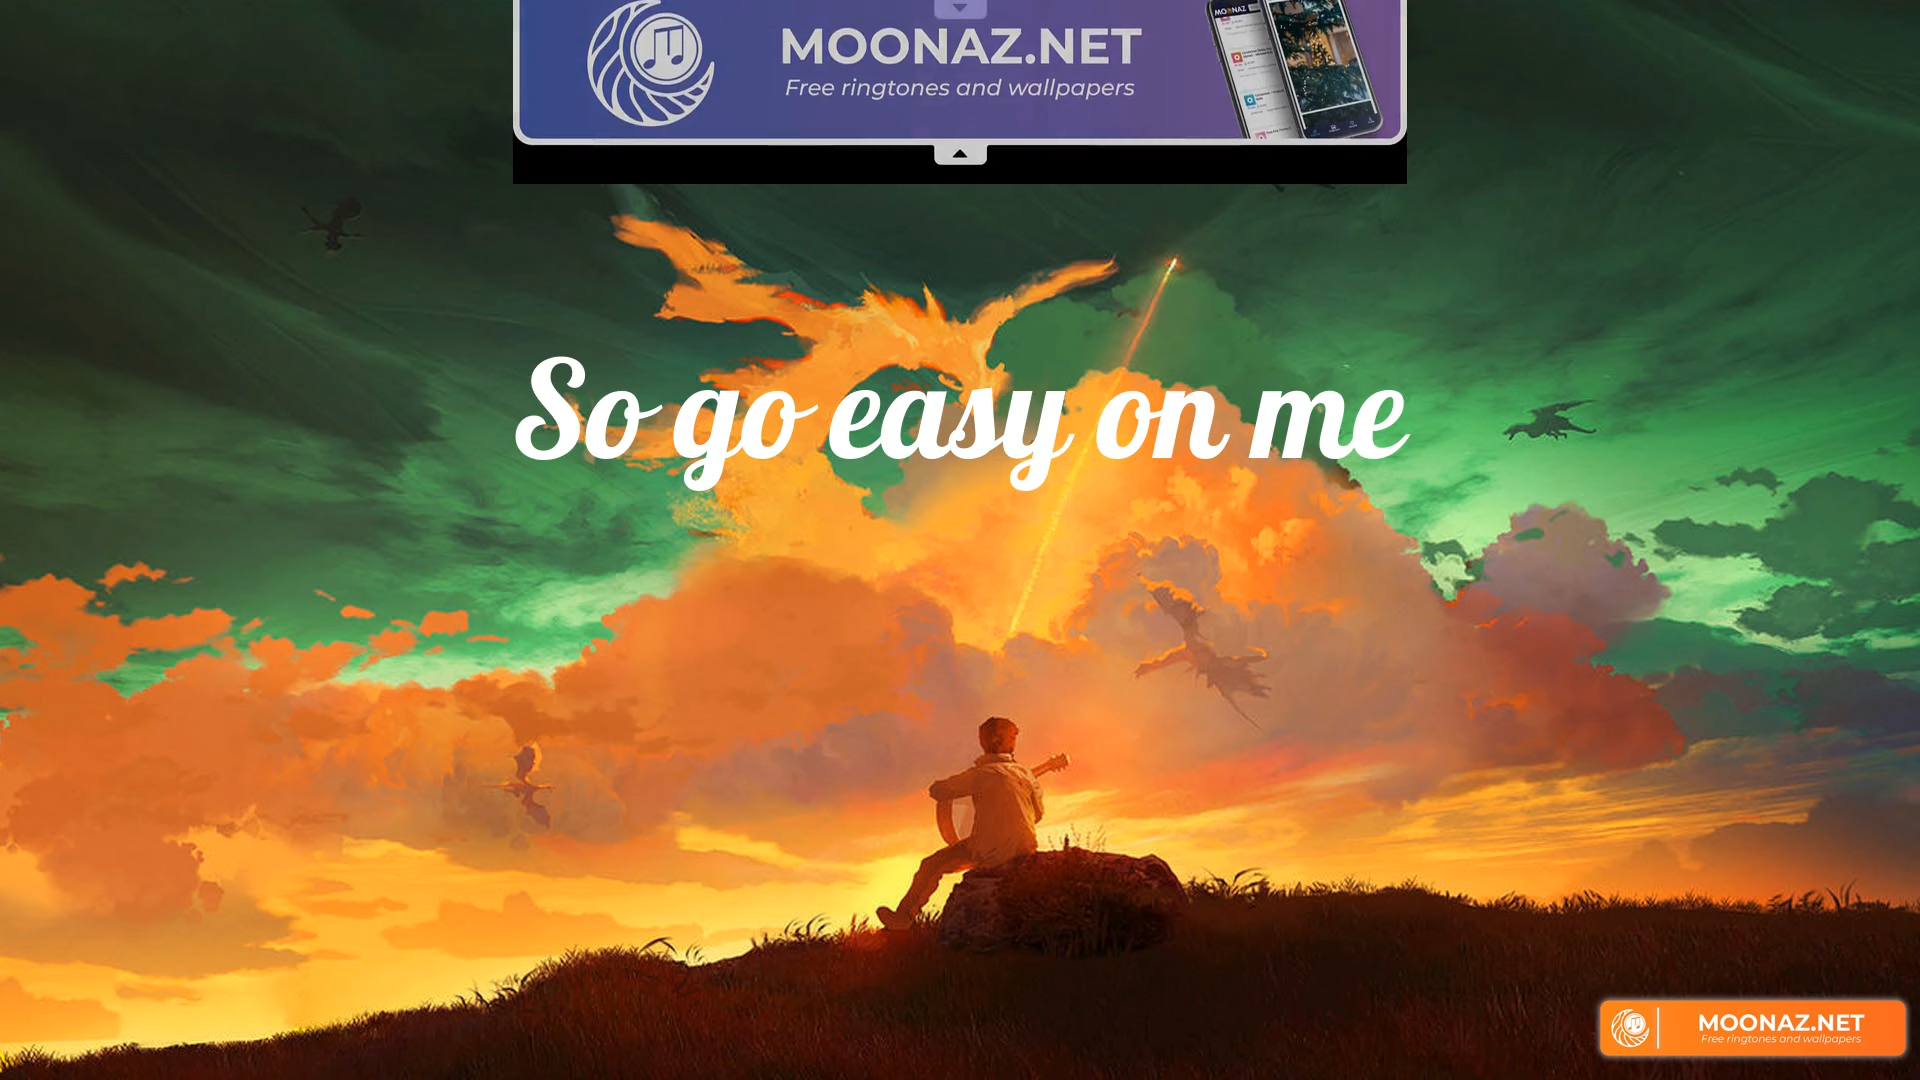 MOONAZ.NET
Free ringtones and wallpapers
So go easy on me
MOONAZ.NET
Free ringtones and wallpapers